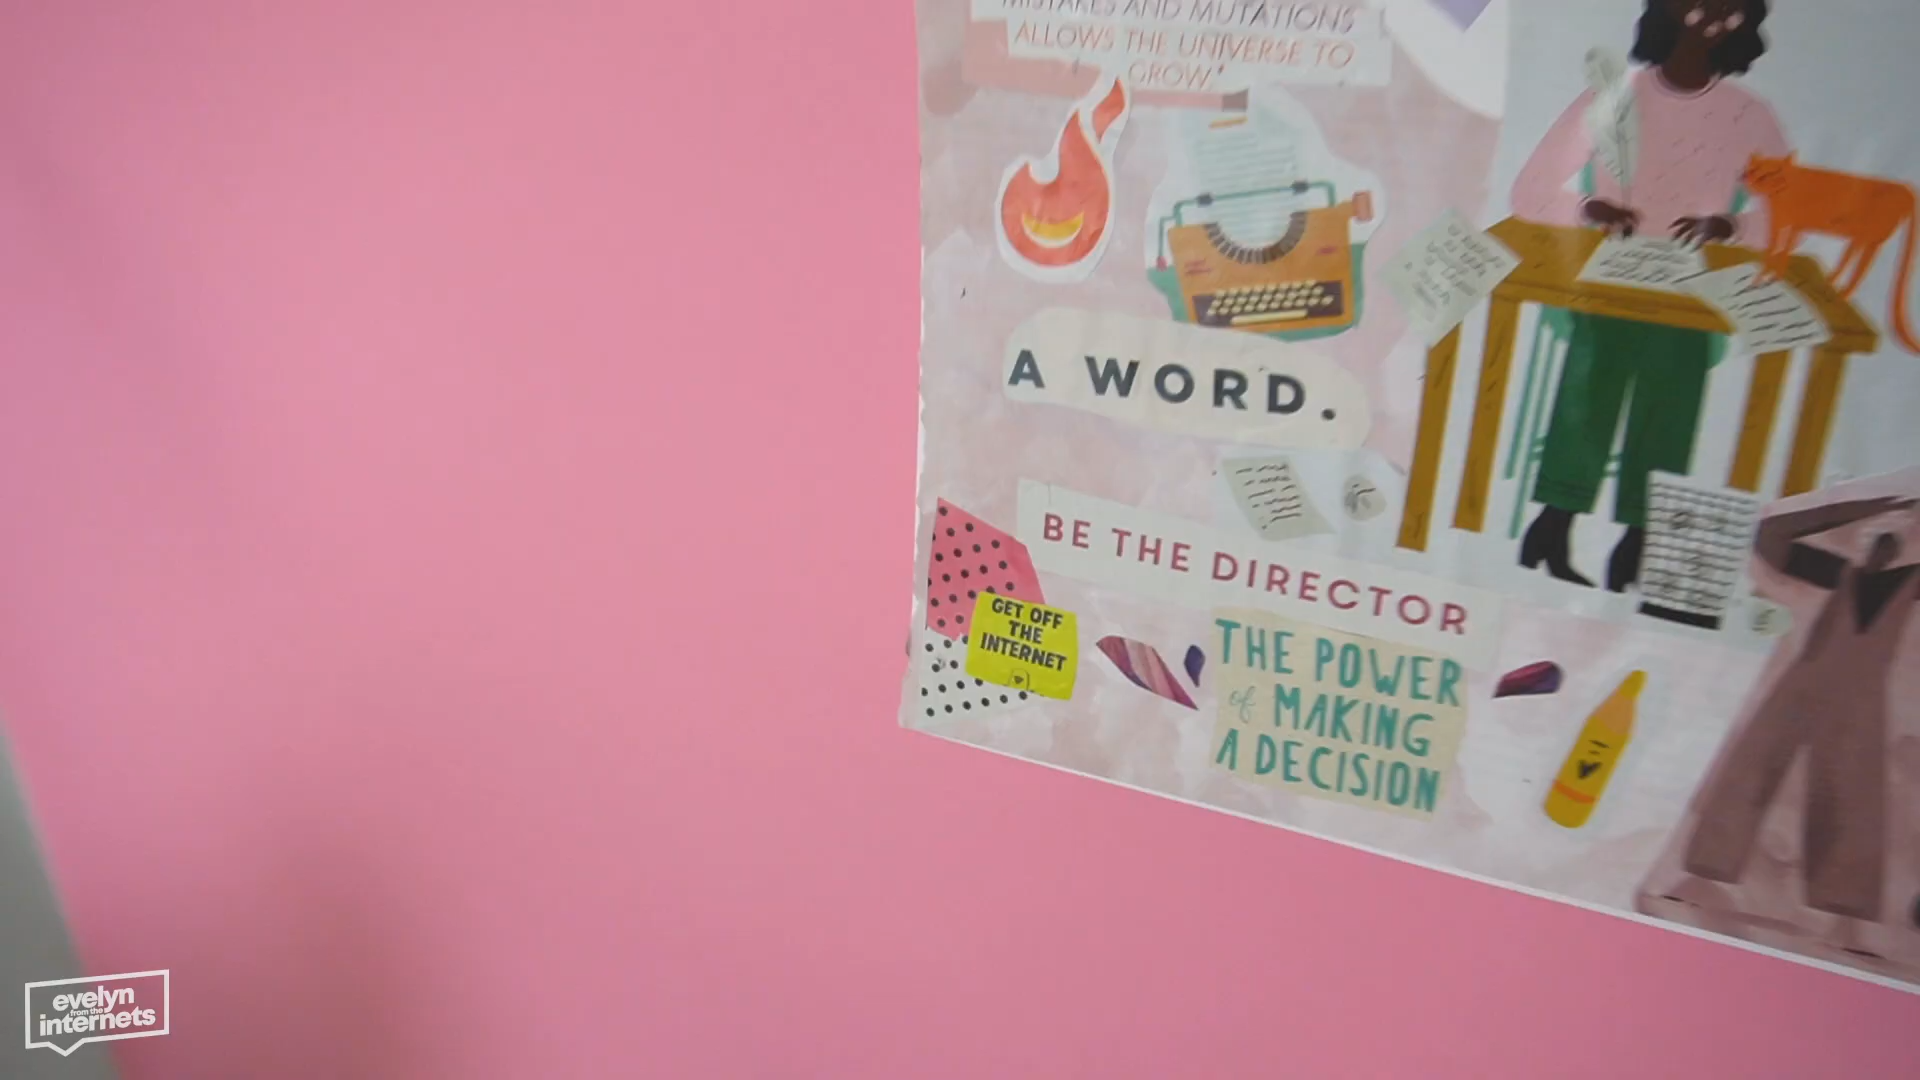 MISTAKES AND MUTATIONS
ALLOWS THE UNIVERSE TO
GROW."
A WORD.
BE THE DIRECTOR
GET OFF
THE
INTERNET
THE POWER
of MAKING
A DECISION
evelyn
from the
internets